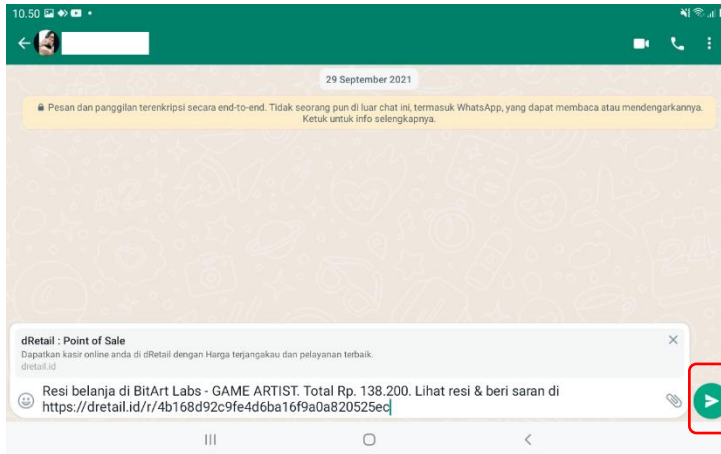 10.50
29 September 2021
Pesan dan panggilan terenkripsi secara end-to-end. Tidak seorang pun di luar chat ini, termasuk WhatsApp, yang dapat membaca atau mendengarkannya.
Ketuk untuk info selengkapnya.
dRetail : Point of Sale
Dapatkan kasir online anda di dRetail dengan Harga terjangakau dan pelayanan terbaik.
dretail.id
Resi belanja di BitArt Labs - GAME ARTIST. Total Rp. 138.200. Lihat resi & beri saran di
https://dretail.id/r/4b168d92c9fe4d6ba16f9a0a820525ec